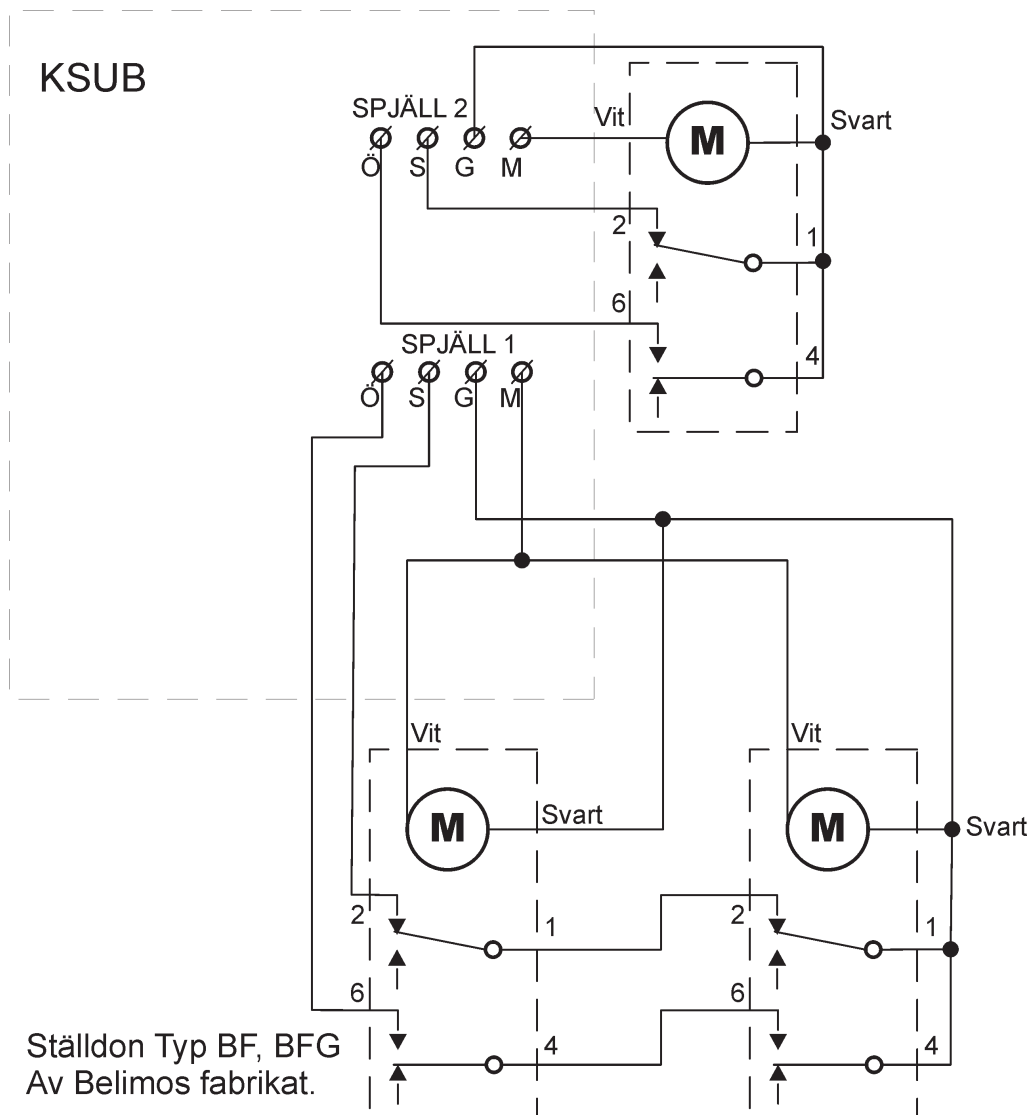 KSUB
SPJÄLL 2
Ö S G M
Vit
M
Svart
2
1
6
4
SPJÄLL 1
Ö S G M
Vit
Vit
M
Svart
M
Svart
2
1
2
1
6
4
6
4
Ställdon Typ BF, BFG
Av Belimos fabrikat.